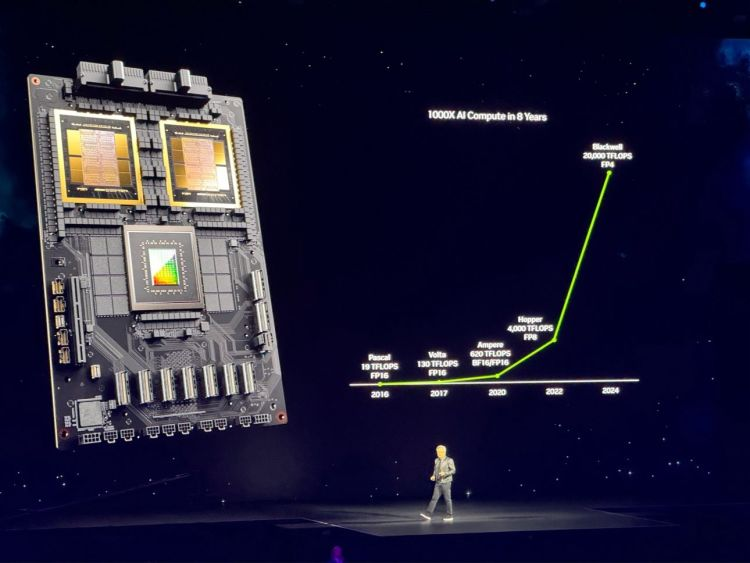 1000X AI Compute in 8 Years
Blackwell
20,000 TFLOPS
FP4
Hopper
4,000 TFLOPS
FP8
Ampere
620 TFLOPS
BF16/FP16
Volta
130 TFLOPS
FP16
Pascal
19 TFLOPS
FP16
2016 2017 2020 2022 2024